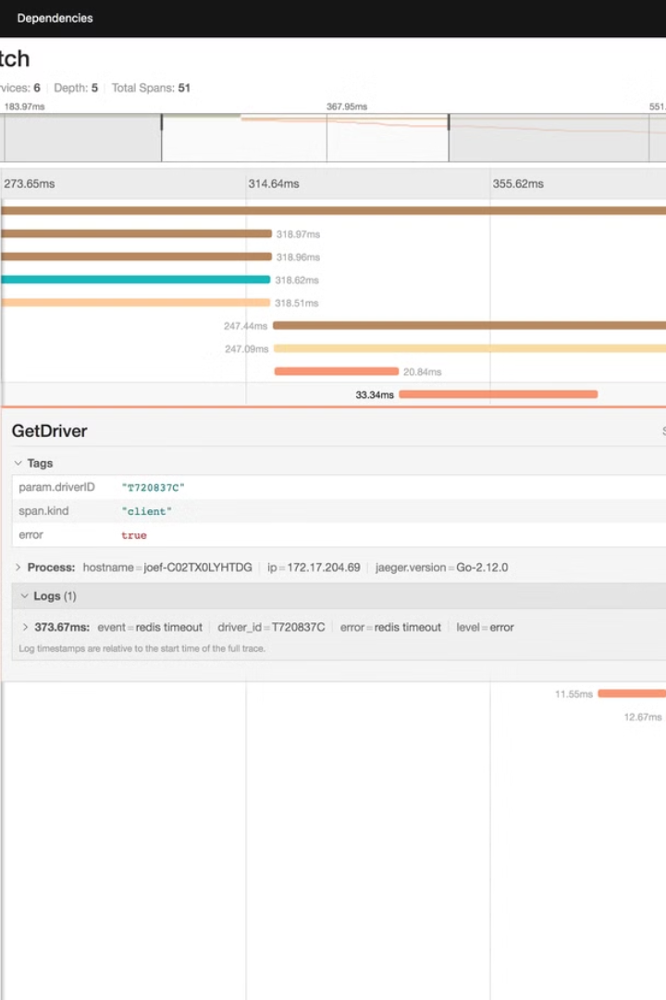 Dependencies
tch
vices: 6 Depth: 5 Total Spans: 51
183.97ms 367.95ms 551.
273.65ms 314.64ms 355.62ms
318.97ms
318.96ms
318.62ms
318.51ms
247.44ms
247.09ms
20.84ms
33.34ms
GetDriver
Tags
param.driverID "T720837C"
span.kind "client"
error true
Process: hostname=joef-C02TX0LYHTDG ip=172.17.204.69 jaeger.version=Go-2.12.0
Logs (1)
373.67ms: event=redis timeout driver_id=T720837C error=redis timeout level=error
Log timestamps are relative to the start time of the full trace.
11.55ms
12.67ms